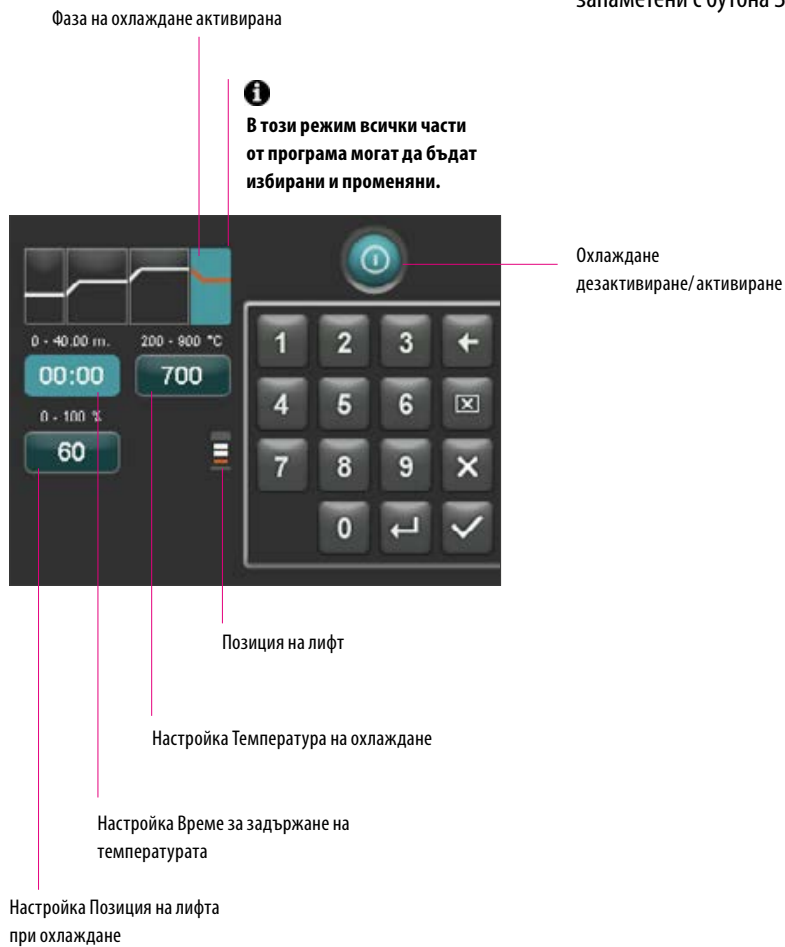 запаметени с бутона 5
Фаза на охлаждане активирана
В този режим всички части
от програма могат да бъдат
избирани и променяни.
Охлаждане
дезактивиране/ активиране
0 - 40.00 m. 200 - 900 °C
00:00 700
0 - 100 %
60
1 2 3
4 5 6
7 8 9
0
Позиция на лифт
Настройка Температура на охлаждане
Настройка Време за задържане на
температурата
Настройка Позиция на лифта
при охлаждане